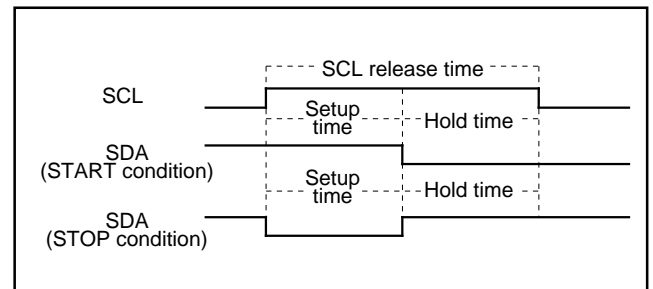 SCL release time
SCL
Setup
time
Hold time
SDA
(START condition)
Setup
time
Hold time
SDA
(STOP condition)